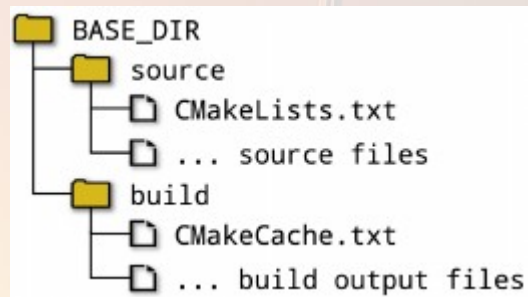 BASE_DIR
source
CMakeLists.txt
... source files
build
CMakeCache.txt
... build output files